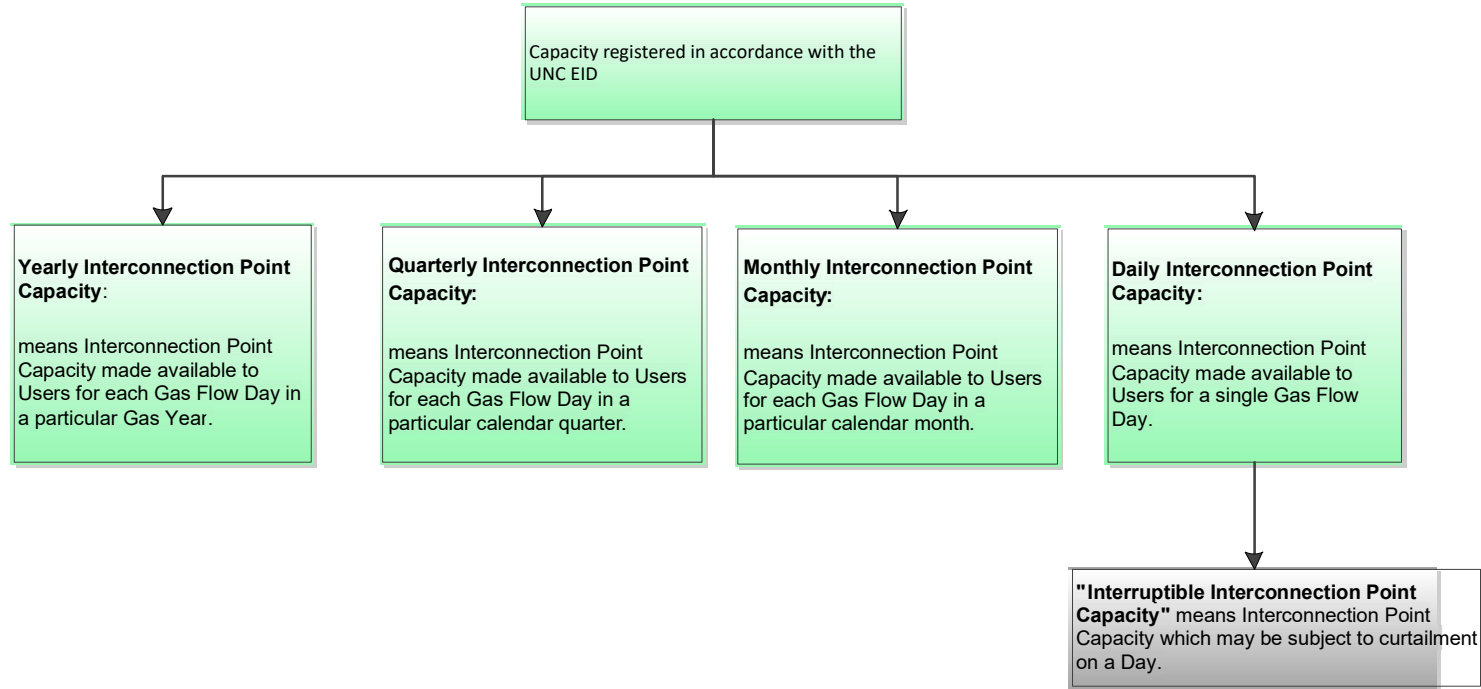 Capacity registered in accordance with the
UNC EID
Yearly Interconnection Point
Capacity:
means Interconnection Point
Capacity made available to
Users for each Gas Flow Day in
a particular Gas Year.
Quarterly Interconnection Point
Capacity:
means Interconnection Point
Capacity made available to Users
for each Gas Flow Day in a
particular calendar quarter.
Monthly Interconnection Point
Capacity:
means Interconnection Point
Capacity made available to Users
for each Gas Flow Day in a
particular calendar month.
Daily Interconnection Point
Capacity:
means Interconnection Point
Capacity made available to
Users for a single Gas Flow
Day.
"Interruptible Interconnection Point
Capacity" means Interconnection Point
Capacity which may be subject to curtailment
on a Day.